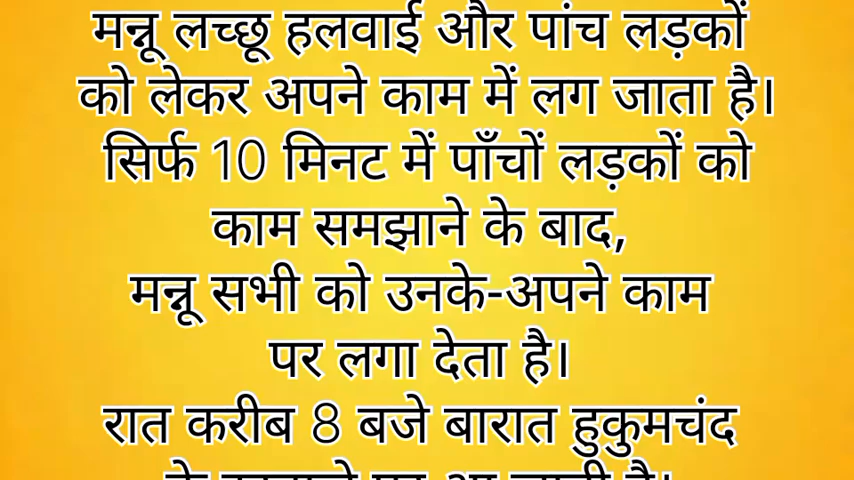 मन्नू लच्छू हलवाई और पांच लड़कों
को लेकर अपने काम में लग जाता है।
सिर्फ 10 मिनट में पाँचों लड़कों को
काम समझाने के बाद,
मन्नू सभी को उनके-अपने काम
पर लगा देता है।
रात करीब 8 बजे बारात हुकुमचंद